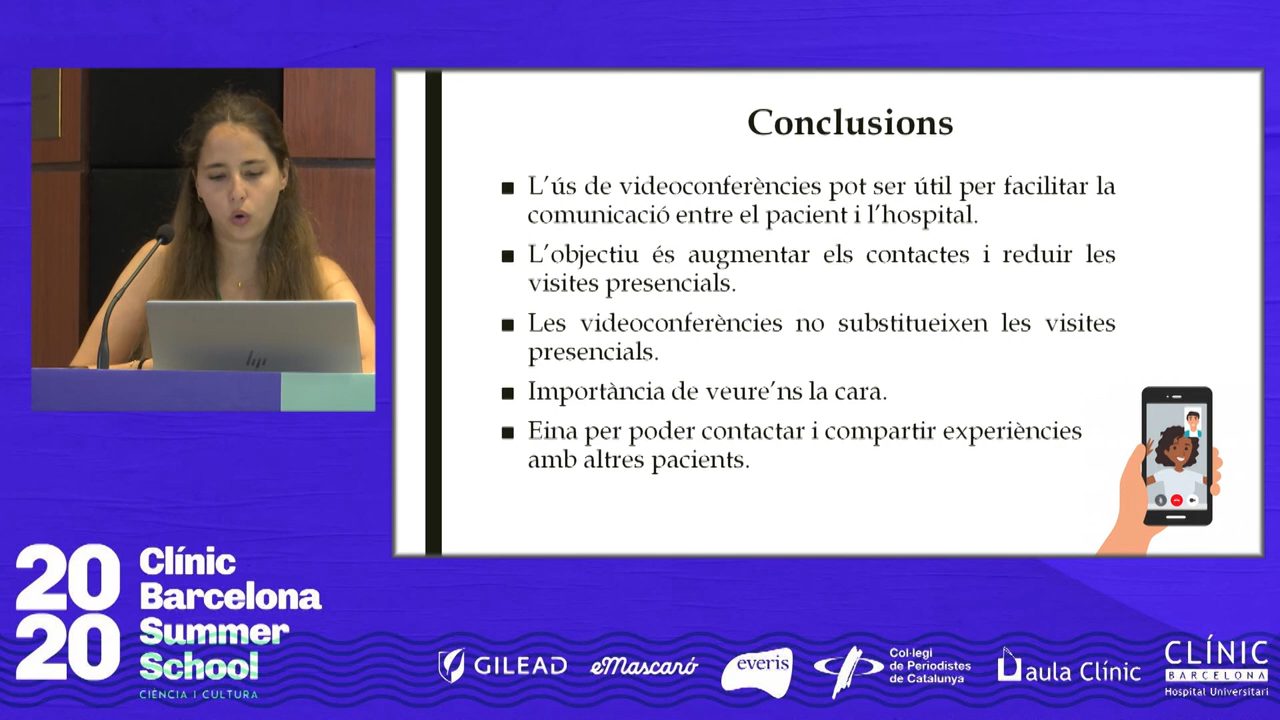 Conclusions
■ L’ús de videoconferències pot ser útil per facilitar la
comunicació entre el pacient i l’hospital.
■ L’objectiu és augmentar els contactes i reduir les
visites presencials.
■ Les videoconferències no substitueixen les visites
presencials.
■ Importància de veure’ns la cara.
■ Eina per poder contactar i compartir experiències
amb altres pacients.
hp
2020
Clínic
Barcelona
Summer
School
CIÈNCIA I CULTURA
GILEAD
eMascaró
everis
Col·legi
de Periodistes
de Catalunya
aula Clínic
CLÍNIC
BARCELONA
Hospital Universitari